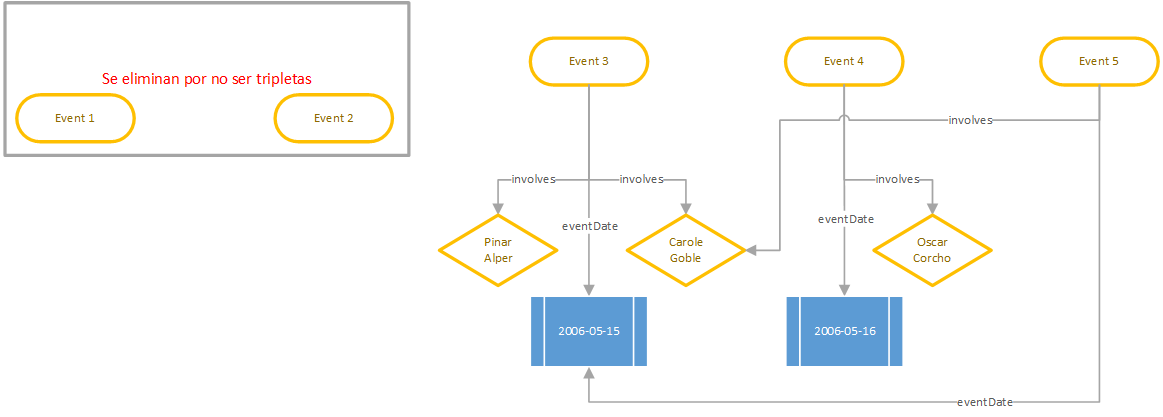 Se eliminan por no ser tripletas
Event 1
Event 2
Event 3
Event 4
Event 5
involves
involves
involves
involves
eventDate
eventDate
Pinar
Alper
Carole
Goble
Oscar
Corcho
2006-05-15
2006-05-16
eventDate